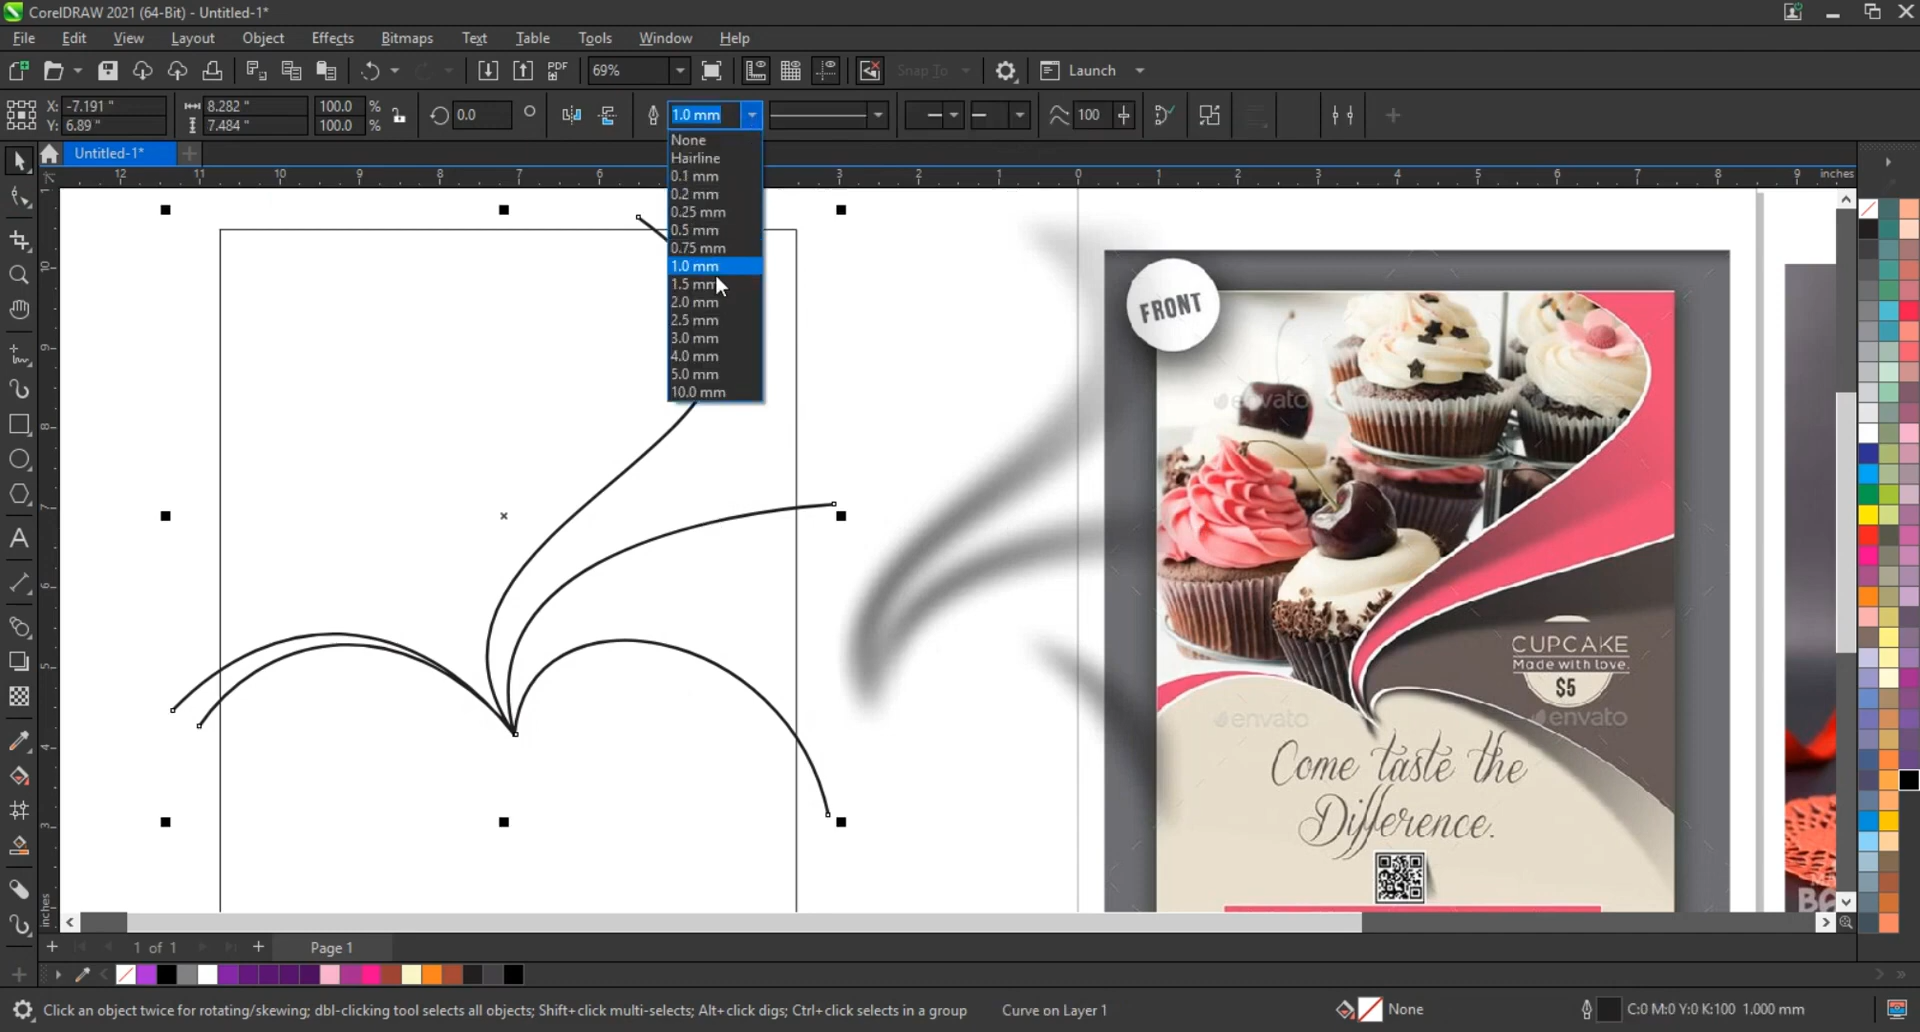 CorelDRAW 2021 (64-Bit) - Untitled-1*
File Edit View Layout Object Effects Bitmaps Text Table Tools Window Help
PDF 69% Snap To Launch
X: -7.191 " 8.282 " 100.0 %
Y: 6.89 " 7.484 " 100.0 %
0.0 1.0 mm 100
None
Hairline
0.1 mm
0.2 mm
0.25 mm
0.5 mm
0.75 mm
1.0 mm
1.5 mm
2.0 mm
2.5 mm
3.0 mm
4.0 mm
5.0 mm
10.0 mm
Untitled-1*
12 11 10 9 8 7 6 3 2 1 0 1 2 3 4 5 6 7 8 9 inches
10
9
8
7
6
5
4
3
inches
FRONT
envato
envato
CUPCAKE
Made with love.
$5
envato
envato
Come taste the
Difference.
1 of 1 Page 1
Click an object twice for rotating/skewing; dbl-clicking tool selects all objects; Shift+click multi-selects; Alt+click digs; Ctrl+click selects in a group Curve on Layer 1 None C:0 M:0 Y:0 K:100 1.000 mm